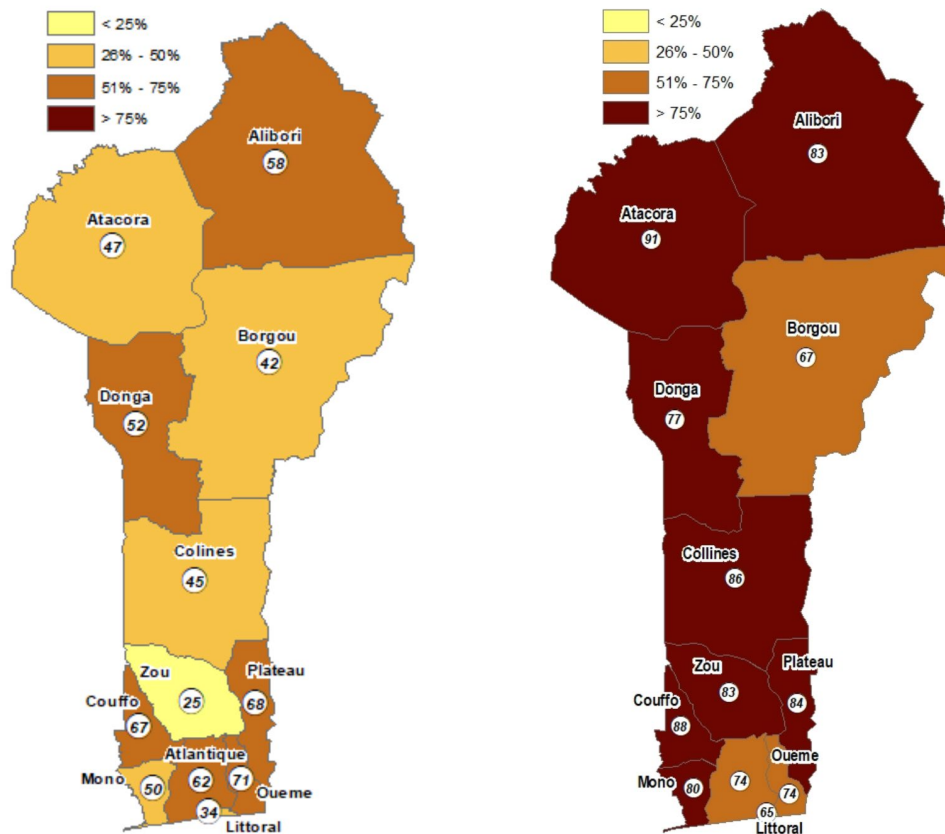 < 25%
26% - 50%
51% - 75%
> 75%
Alibori
58
Atacora
47
Borgou
42
Donga
52
Colines
45
Zou
25
Plateau
68
Couffo
67
Atlantique
62
71
Mono
50
Oueme
34
Littoral
< 25%
26% - 50%
51% - 75%
> 75%
Alibori
83
Atacora
91
Borgou
67
Donga
77
Collines
86
Zou
83
Plateau
84
Couffo
88
Oueme
74
Mono
80
74
65
Littoral